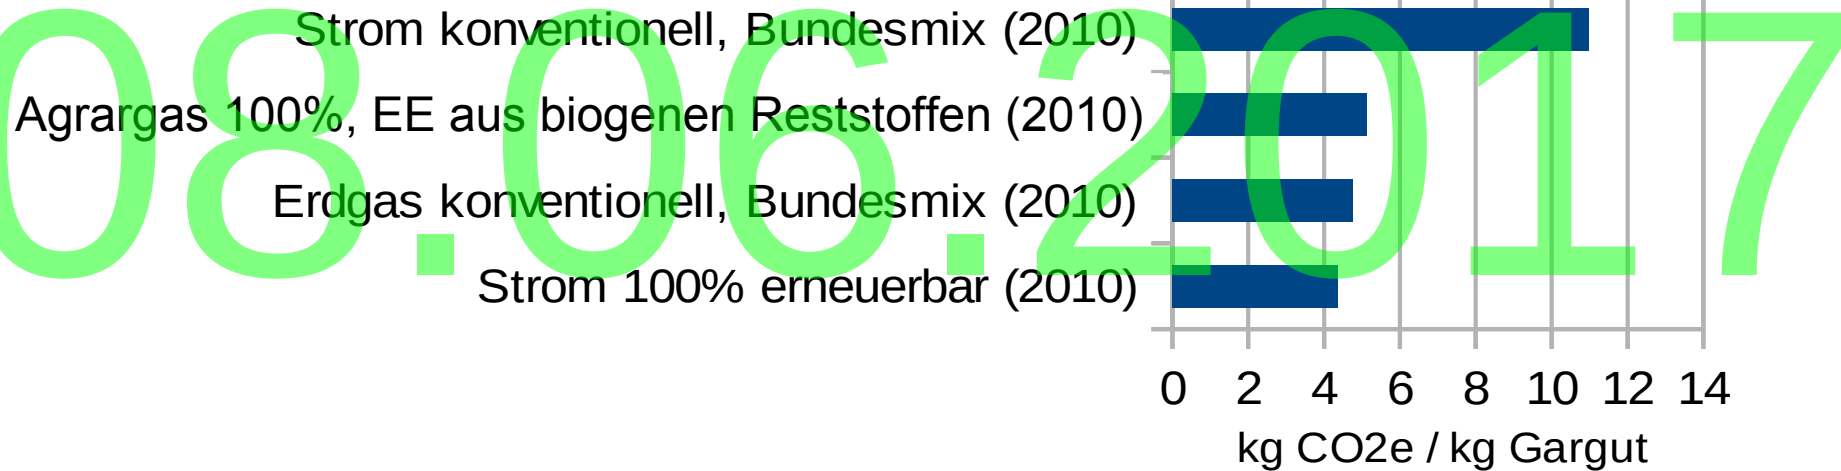 Strom konventionell, Bundesmix (2010)
Agrargas 100%, EE aus biogenen Reststoffen (2010)
Erdgas konventionell, Bundesmix (2010)
Strom 100% erneuerbar (2010)
08.06.2017
0 2 4 6 8 10 12 14
kg CO2e / kg Gargut